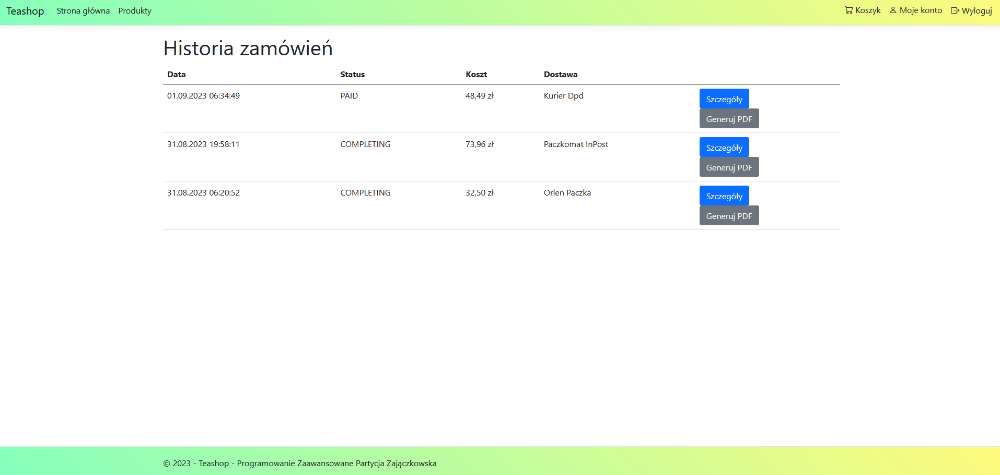 Teashop Strona główna Produkty Koszyk Moje konto Wyloguj
Historia zamówień
Data Status Koszt Dostawa
01.09.2023 06:34:49 PAID 48,49 zł Kurier Dpd Szczegóły
Generuj PDF
31.08.2023 19:58:11 COMPLETING 73,96 zł Paczkomat InPost Szczegóły
Generuj PDF
31.08.2023 06:20:52 COMPLETING 32,50 zł Orlen Paczka Szczegóły
Generuj PDF
© 2023 - Teashop - Programowanie Zaawansowane Partycja Zajączkowska